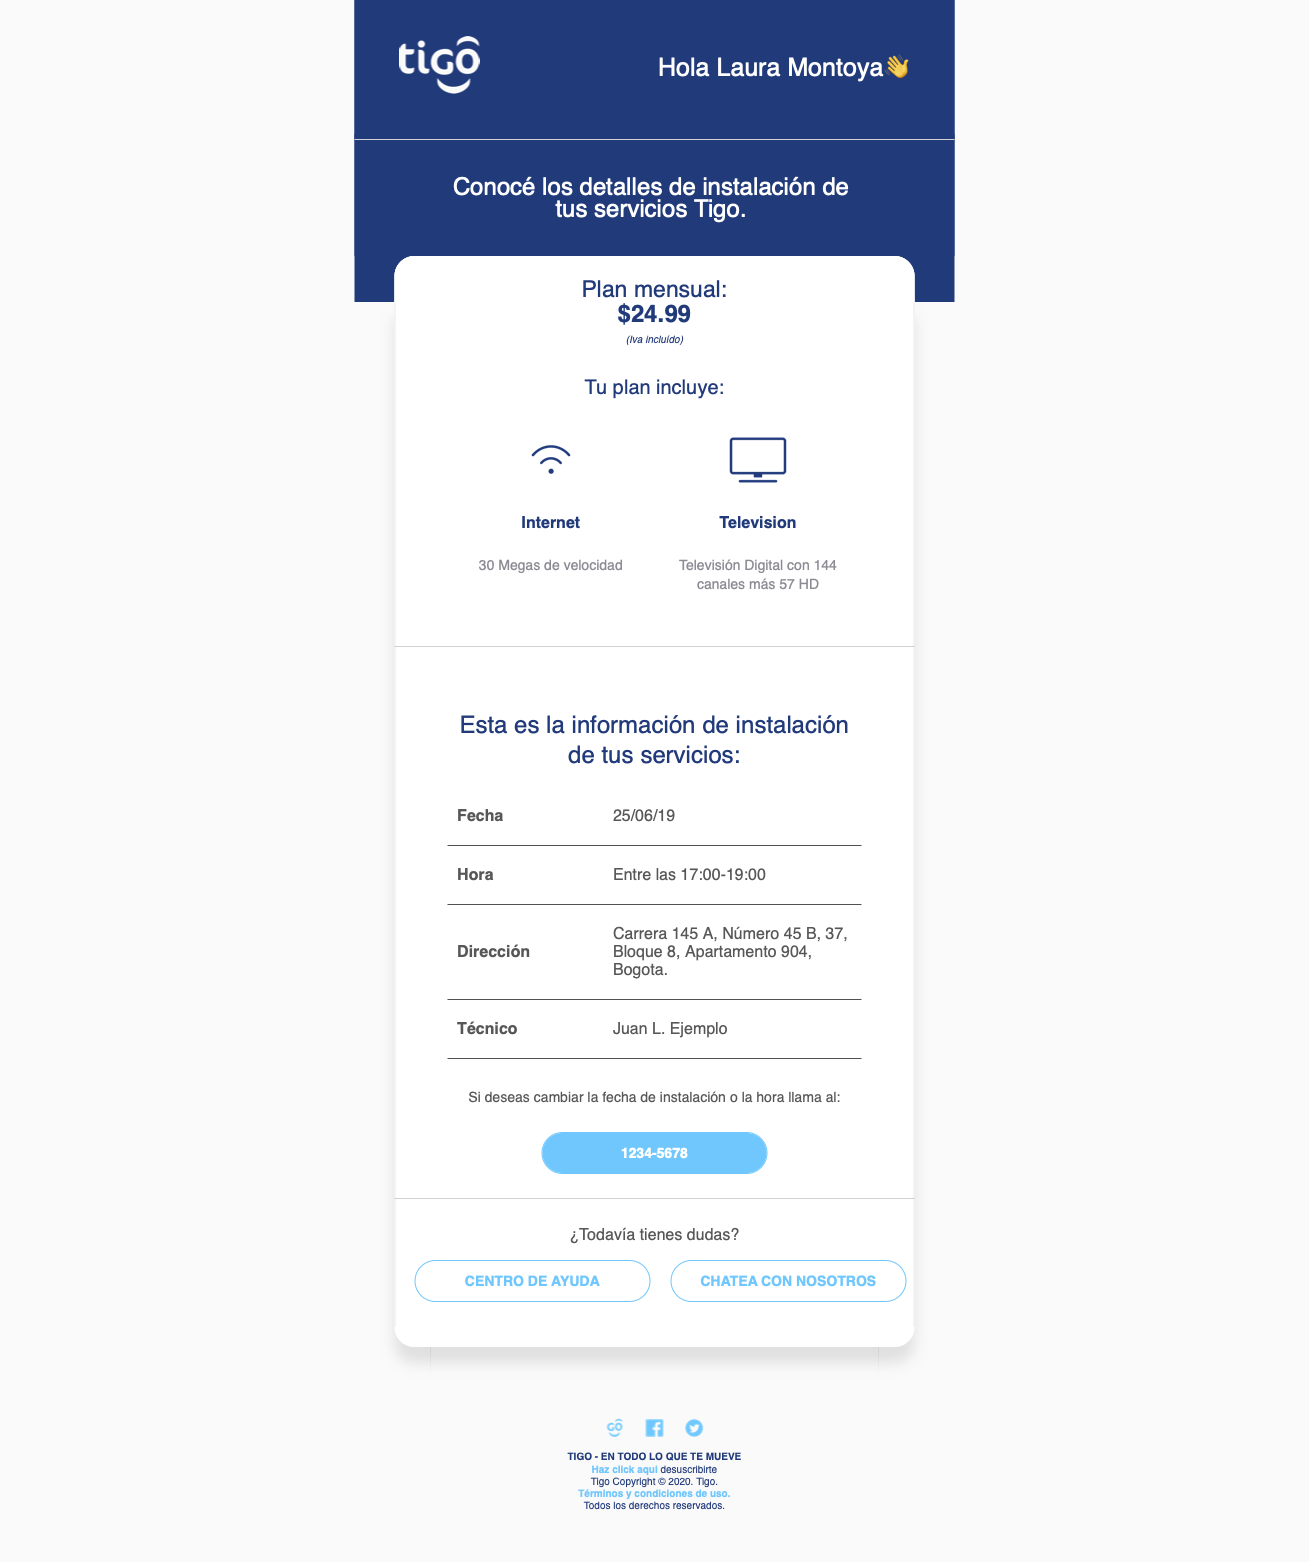 tigo
Hola Laura Montoya👋
Conocé los detalles de instalación de
tus servicios Tigo.
Plan mensual:
$24.99
(Iva incluído)
Tu plan incluye:
Internet
30 Megas de velocidad
Television
Televisión Digital con 144
canales más 57 HD
Esta es la información de instalación
de tus servicios:
Fecha 25/06/19
Hora Entre las 17:00-19:00
Dirección Carrera 145 A, Número 45 B, 37,
Bloque 8, Apartamento 904,
Bogota.
Técnico Juan L. Ejemplo
Si deseas cambiar la fecha de instalación o la hora llama al:
1234-5678
¿Todavía tienes dudas?
CENTRO DE AYUDA
CHATEA CON NOSOTROS
GO
TIGO - EN TODO LO QUE TE MUEVE
Haz click aquí desuscribirte
Tigo Copyright © 2020. Tigo.
Términos y condiciones de uso.
Todos los derechos reservados.